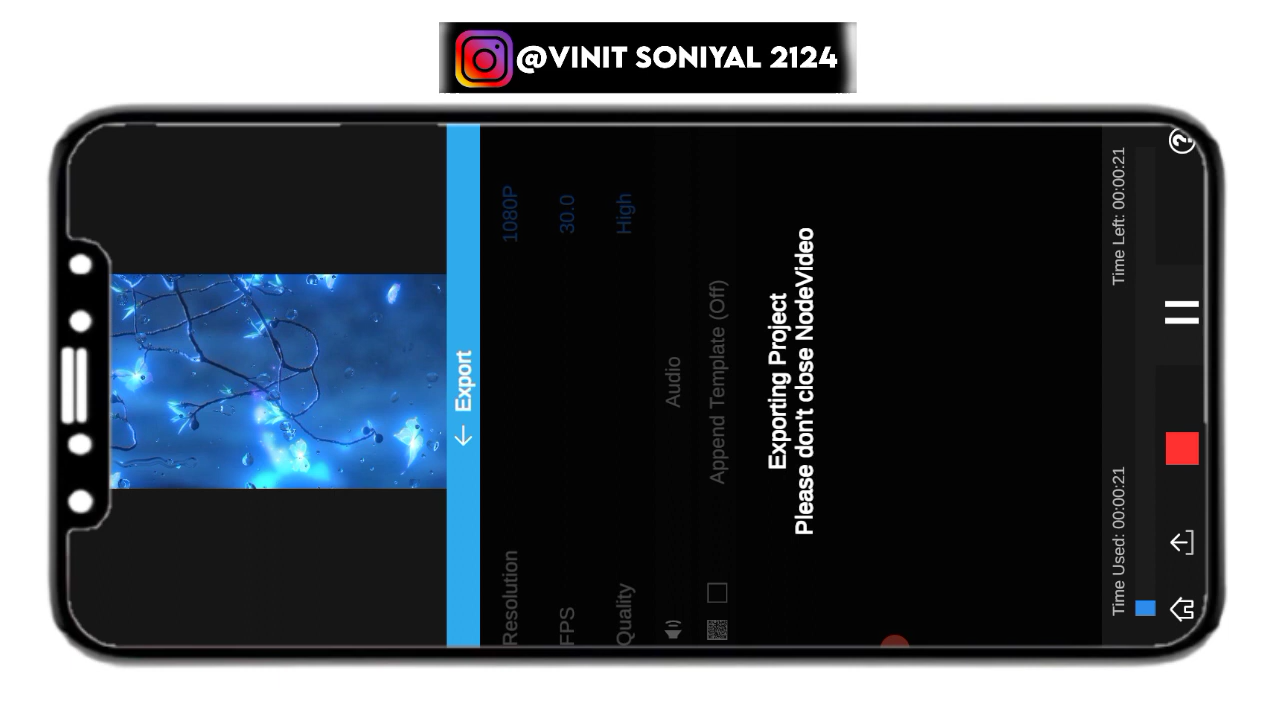 @VINIT SONIYAL 2124
← Export
Resolution 1080P
FPS 30.0
Quality High
Audio
Append Template (Off)
Exporting Project
Please don't close NodeVideo
Time Used: 00:00:21 Time Left: 00:00:21
?